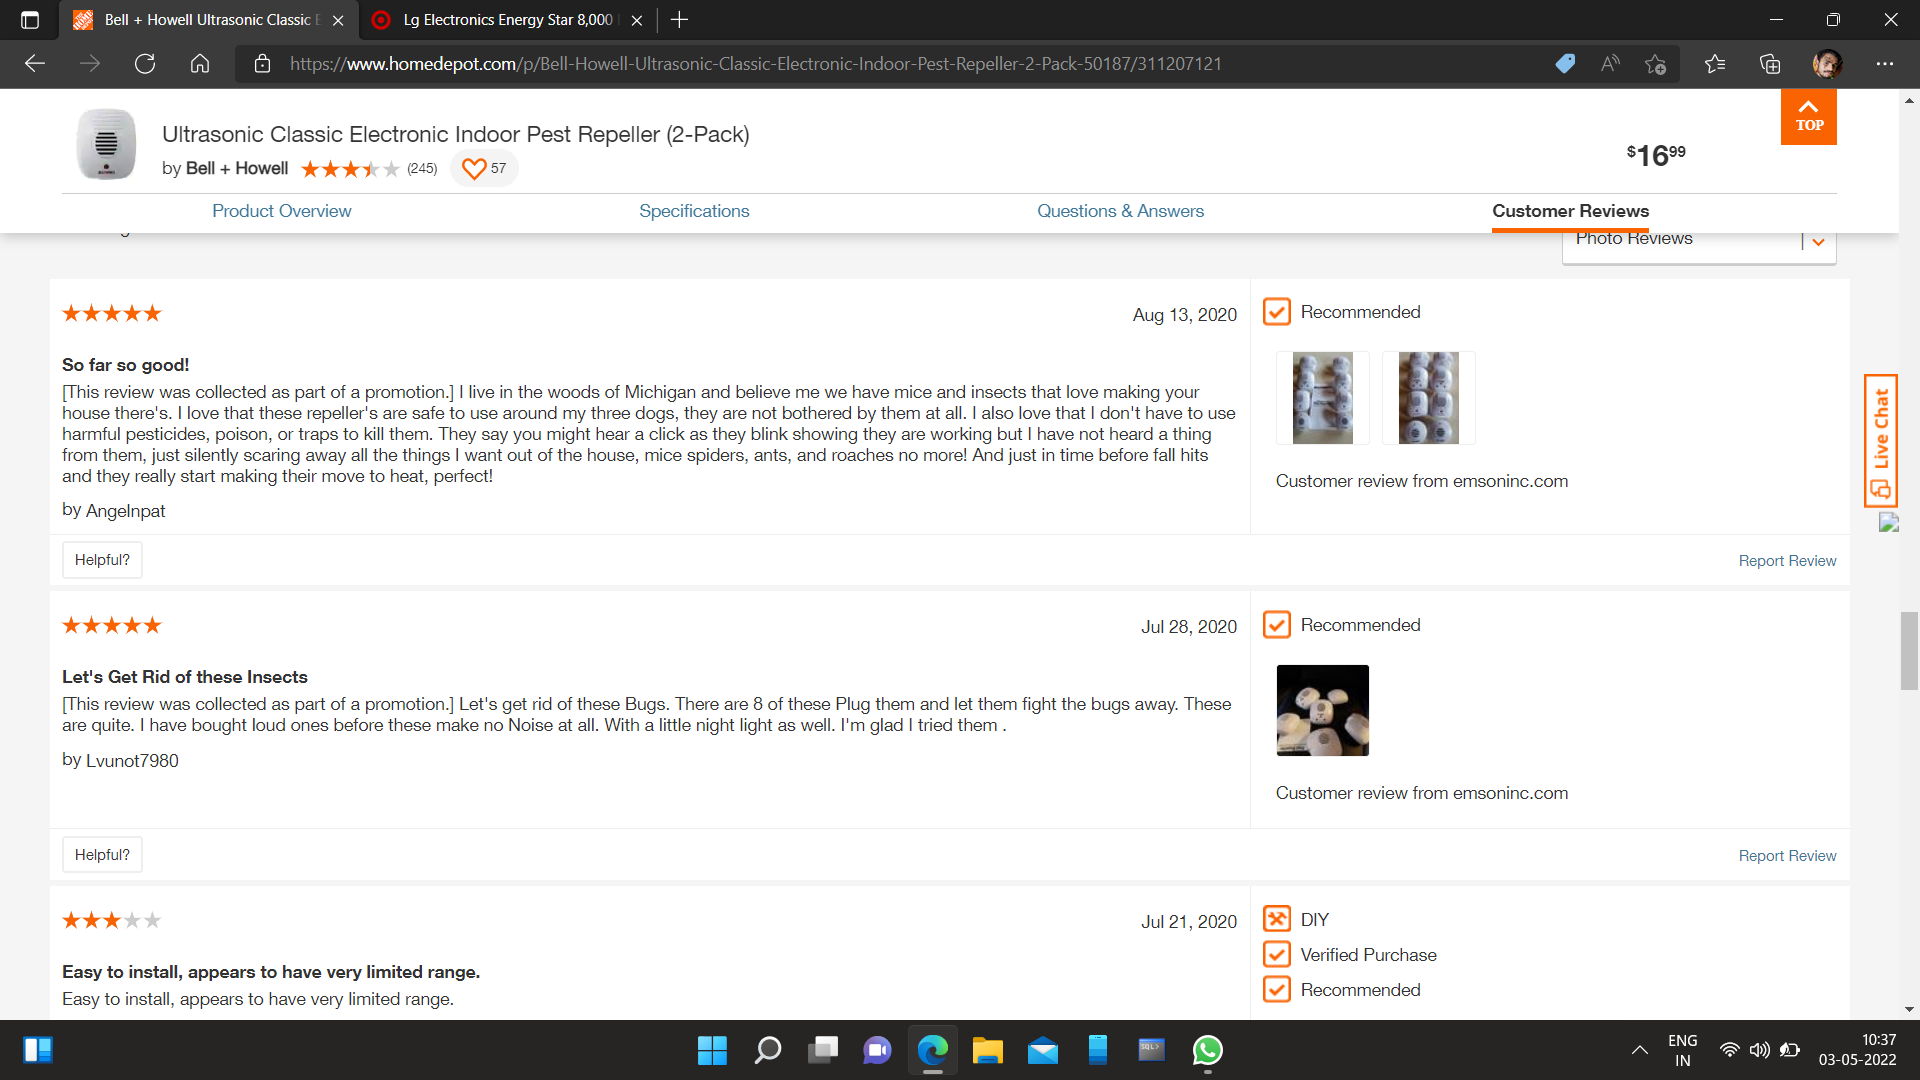 Bell + Howell Ultrasonic Classic E
Lg Electronics Energy Star 8,000
https://www.homedepot.com/p/Bell-Howell-Ultrasonic-Classic-Electronic-Indoor-Pest-Repeller-2-Pack-50187/311207121
Ultrasonic Classic Electronic Indoor Pest Repeller (2-Pack)
by Bell + Howell (245) 57
$16.99
TOP
Product Overview Specifications Questions & Answers Customer Reviews
Photo Reviews
Aug 13, 2020
Recommended
So far so good!
[This review was collected as part of a promotion.] I live in the woods of Michigan and believe me we have mice and insects that love making your
house there's. I love that these repeller's are safe to use around my three dogs, they are not bothered by them at all. I also love that I don't have to use
harmful pesticides, poison, or traps to kill them. They say you might hear a click as they blink showing they are working but I have not heard a thing
from them, just silently scaring away all the things I want out of the house, mice spiders, ants, and roaches no more! And just in time before fall hits
and they really start making their move to heat, perfect!
by Angelnpat
Customer review from emsoninc.com
Live Chat
Helpful?
Report Review
Jul 28, 2020
Recommended
Let's Get Rid of these Insects
[This review was collected as part of a promotion.] Let's get rid of these Bugs. There are 8 of these Plug them and let them fight the bugs away. These
are quite. I have bought loud ones before these make no Noise at all. With a little night light as well. I'm glad I tried them .
by Lvunot7980
Customer review from emsoninc.com
Helpful?
Report Review
Jul 21, 2020
DIY
Verified Purchase
Recommended
Easy to install, appears to have very limited range.
Easy to install, appears to have very limited range.
SQL>
ENG
IN
10:37
03-05-2022